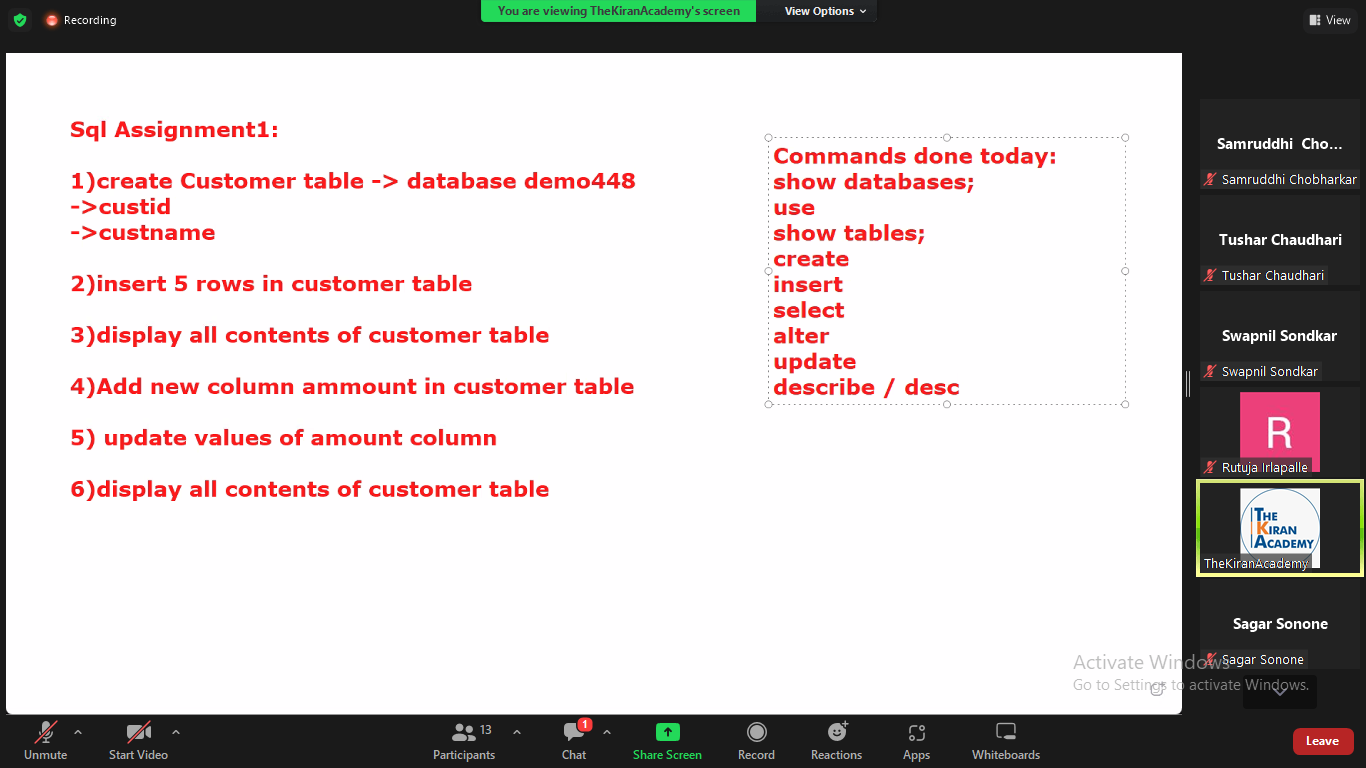 Recording
You are viewing TheKiranAcademy's screen
View Options
View
Sql Assignment1:
1)create Customer table -> database demo448
->custid
->custname
2)insert 5 rows in customer table
3)display all contents of customer table
4)Add new column ammount in customer table
5) update values of amount column
6)display all contents of customer table
Commands done today:
show databases;
use
show tables;
create
insert
select
alter
update
describe / desc
Samruddhi Cho...
Samruddhi Chobharkar
Tushar Chaudhari
Tushar Chaudhari
Swapnil Sondkar
Swapnil Sondkar
R
Rutuja Irlapalle
THE
KIRAN
ACADEMY
TheKiranAcademy
Sagar Sonone
Sagar Sonone
Activate Windows
Go to Settings to activate Windows.
Unmute
Start Video
Participants
13
Chat
1
Share Screen
Record
Reactions
Apps
Whiteboards
Leave